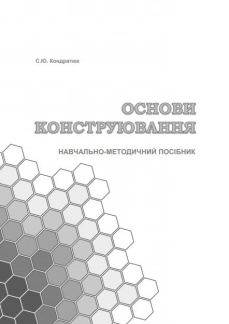 С.Ю. Кондратюк
ОСНОВИ
КОНСТРУЮВАННЯ
НАВЧАЛЬНО-МЕТОДИЧНИЙ ПОСІБНИК